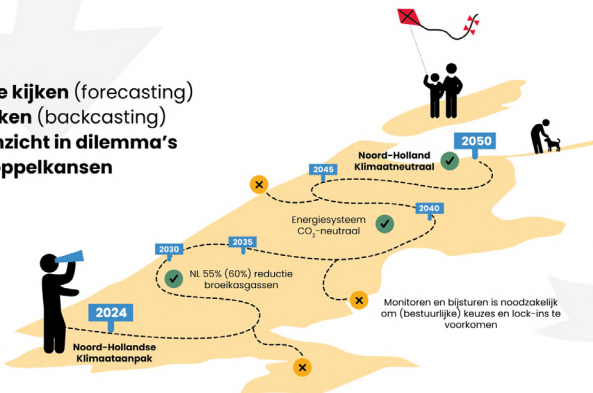 e kijken (forecasting)
ken (backcasting)
nzicht in dilemma's
oppelkansen
2050
Noord-Holland
Klimaatneutraal
2045
2040
Energiesysteem
CO₂-neutraal
2035
2030
NL 55% (60%) reductie
broeikasgassen
Monitoren en bijsturen is noodzakelijk
om (bestuurlijke) keuzes en lock-ins te
voorkomen
2024
Noord-Hollandse
Klimaataanpak